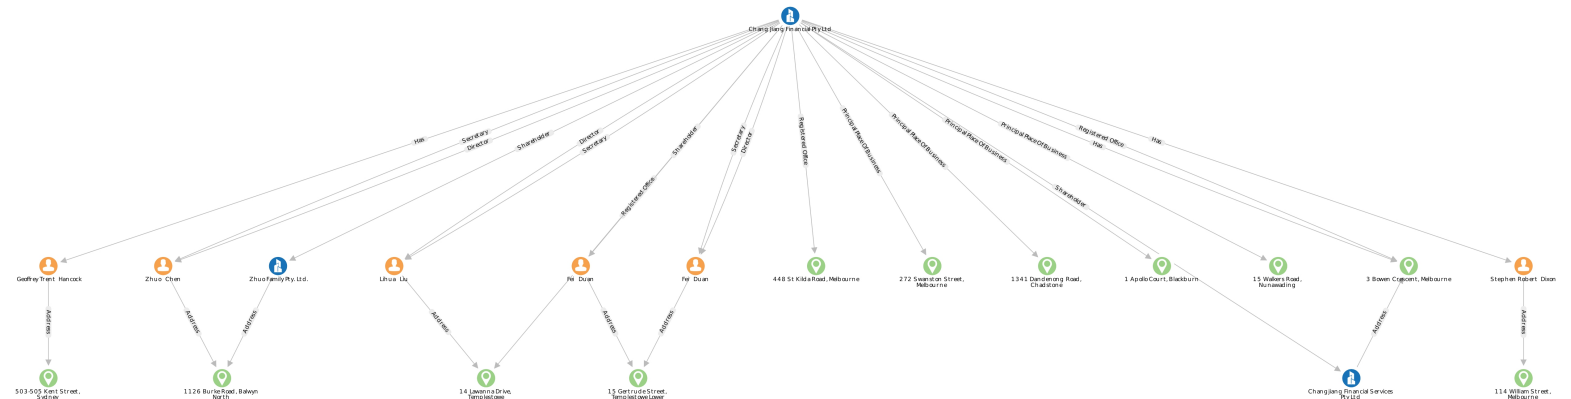 Chang Jiang Financial Pty Ltd
Has
Secretary
Director
Shareholder
Director
Secretary
Shareholder
Registered Office
Secretary
Director
Registered Office
Principal Place Of Business
Principal Place Of Business
Principal Place Of Business
Shareholder
Principal Place Of Business
Registered Office
Has
Has
Geoffrey Trent Hancock
Zhuo Chen
Zhuo Family Pty. Ltd.
Lihua Liu
Fei Duan
Fei Duan
448 St Kilda Road, Melbourne
272 Swanston Street,
Melbourne
1341 Dandenong Road,
Chadstone
1 Apollo Court, Blackburn
15 Walkers Road,
Nunawading
3 Bowen Crescent, Melbourne
Stephen Robert Dixon
Address
Address
Address
Address
Address
Address
Address
Address
503-505 Kent Street,
Sydney
1126 Burke Road, Balwyn
North
14 Lawanna Drive,
Templestowe
15 Gertrude Street,
Templestowe Lower
Chang Jiang Financial Services
Pty Ltd
114 William Street,
Melbourne